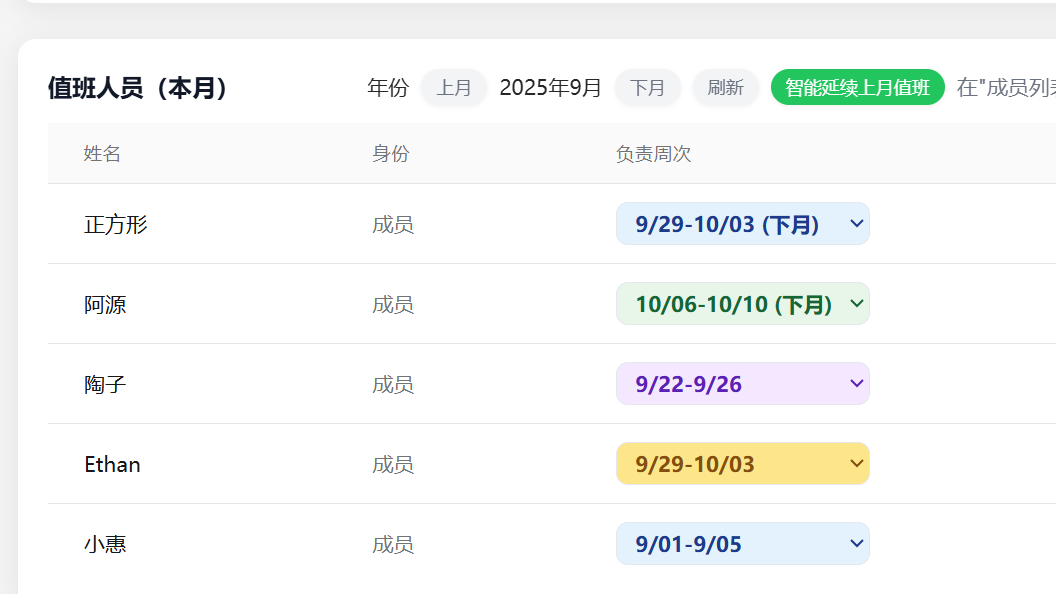 值班人员（本月） 年份 上月 2025年9月 下月 刷新 智能延续上月值班 在"成员列
姓名 身份 负责周次
正方形 成员 9/29-10/03 (下月)
阿源 成员 10/06-10/10 (下月)
陶子 成员 9/22-9/26
Ethan 成员 9/29-10/03
小惠 成员 9/01-9/05